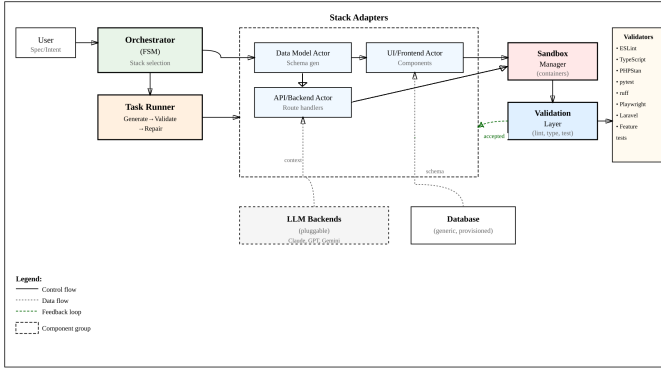 Stack Adapters
User
Spec/Intent
Orchestrator
(FSM)
Stack selection
Data Model Actor
Schema gen
UI/Frontend Actor
Components
Sandbox
Manager
(containers)
Validators
• ESLint
• TypeScript
• PHPStan
• pytest
• ruff
• Playwright
• Laravel
• Feature
tests
Task Runner
Generate→Validate
→Repair
API/Backend Actor
Route handlers
Validation
Layer
(lint, type, test)
accepted
context
schema
LLM Backends
(pluggable)
Claude, GPT, Gemini
Database
(generic, provisioned)
Legend:
Control flow
Data flow
Feedback loop
Component group